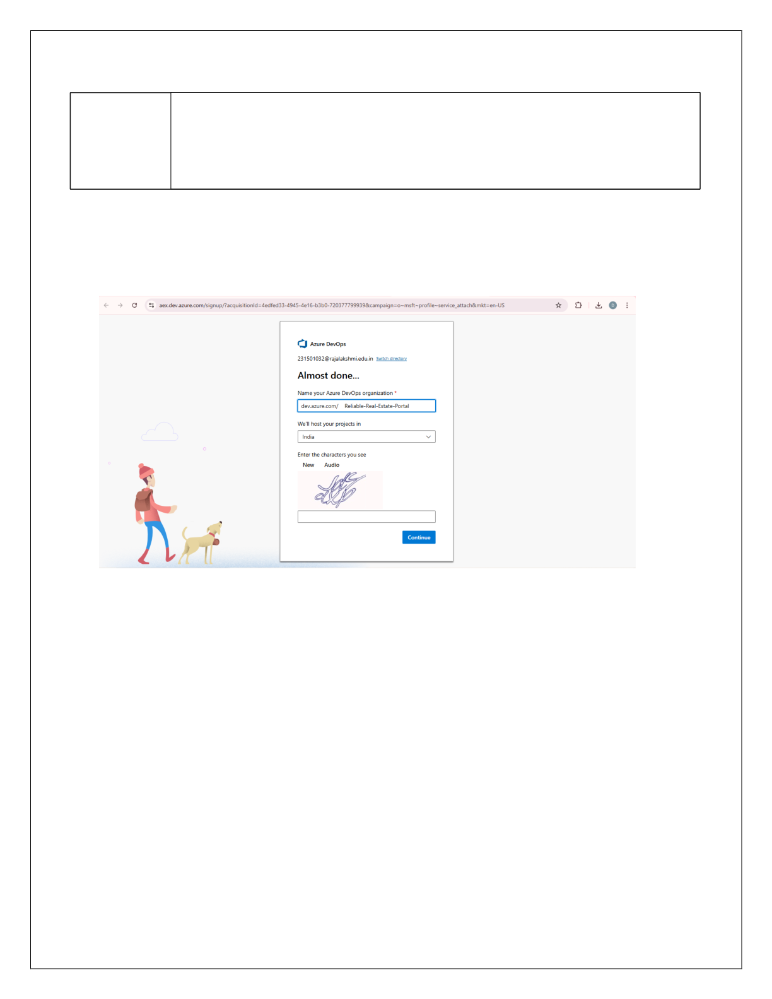 aex.dev.azure.com/signup/?acquisitionId=4edfed33-4945-4e16-b3b0-720377799939&campaign=o~msft~profile~service_attach&mkt=en-US
D
Azure DevOps
231501032@rajalakshmi.edu.in Switch directory
Almost done...
Name your Azure DevOps organization *
dev.azure.com/ Reliable-Real-Estate-Portal
We'll host your projects in
India
Enter the characters you see
New Audio
Continue